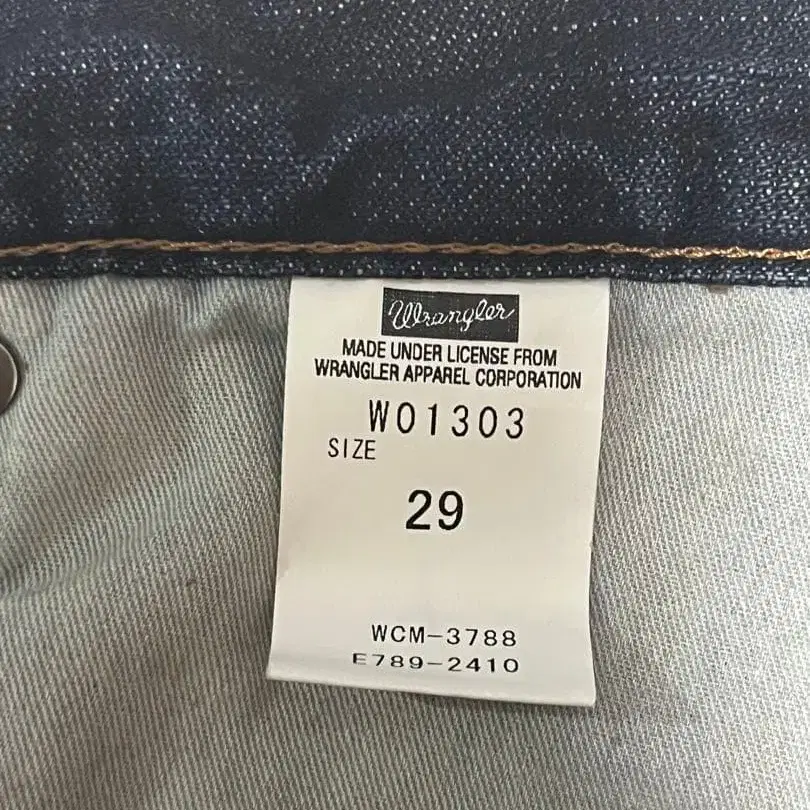 Wrangler
MADE UNDER LICENSE FROM
WRANGLER APPAREL CORPORATION
W01303
SIZE
29
WCM-3788
E789-2410